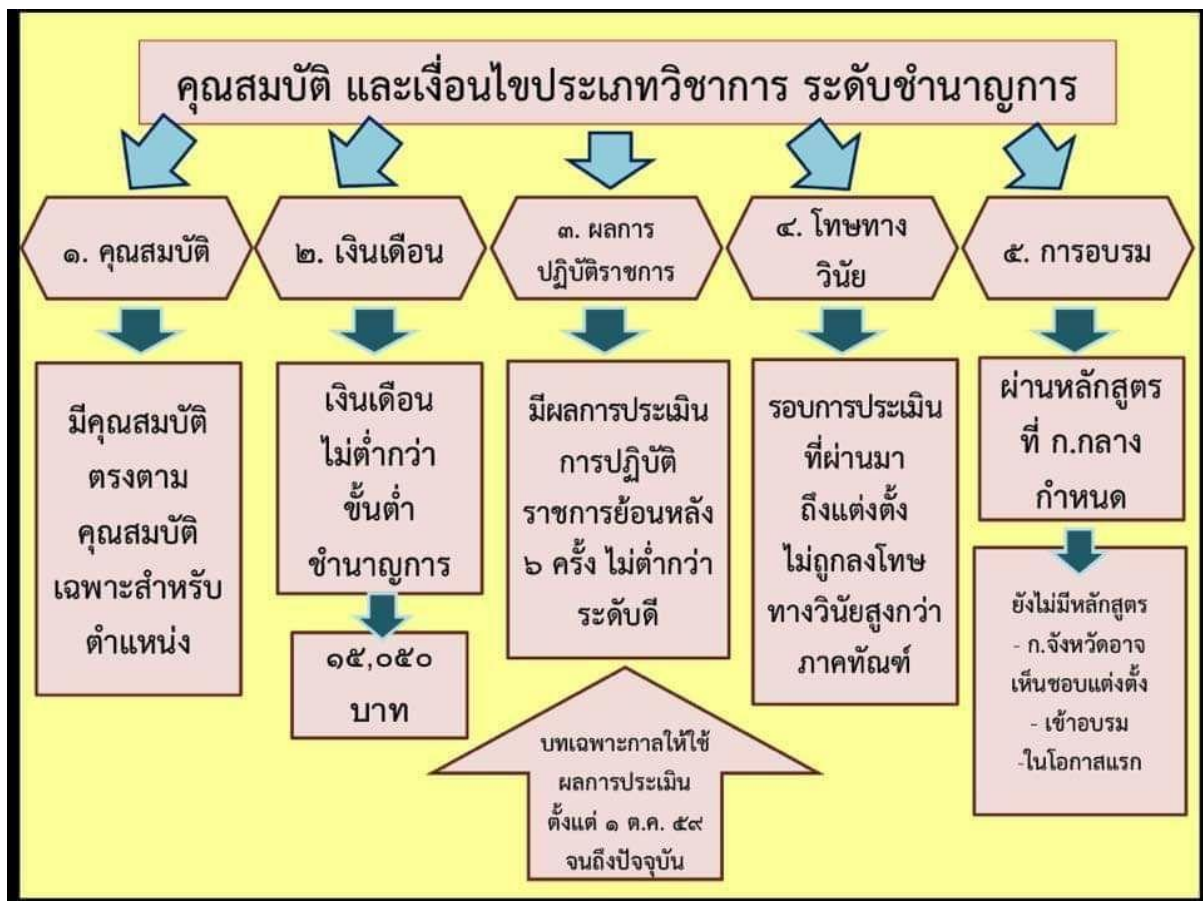 คุณสมบัติ และเงื่อนไขประเภทวิชาการ ระดับชำนาญการ
๑. คุณสมบัติ
มีคุณสมบัติ
ตรงตาม
คุณสมบัติ
เฉพาะสำหรับ
ตำแหน่ง
๒. เงินเดือน
เงินเดือน
ไม่ต่ำกว่า
ขั้นต่ำ
ชำนาญการ
๑๕,๐๕๐
บาท
๓. ผลการ
ปฏิบัติราชการ
มีผลการประเมิน
การปฏิบัติ
ราชการย้อนหลัง
๖ ครั้ง ไม่ต่ำกว่า
ระดับดี
บทเฉพาะกาลให้ใช้
ผลการประเมิน
ตั้งแต่ ๑ ต.ค. ๕๙
จนถึงปัจจุบัน
๔. โทษทาง
วินัย
รอบการประเมิน
ที่ผ่านมา
ถึงแต่งตั้ง
ไม่ถูกลงโทษ
ทางวินัยสูงกว่า
ภาคทัณฑ์
๕. การอบรม
ผ่านหลักสูตร
ที่ ก.กลาง
กำหนด
ยังไม่มีหลักสูตร
- ก.จังหวัดอาจ
เห็นชอบแต่งตั้ง
- เข้าอบรม
-ในโอกาสแรก